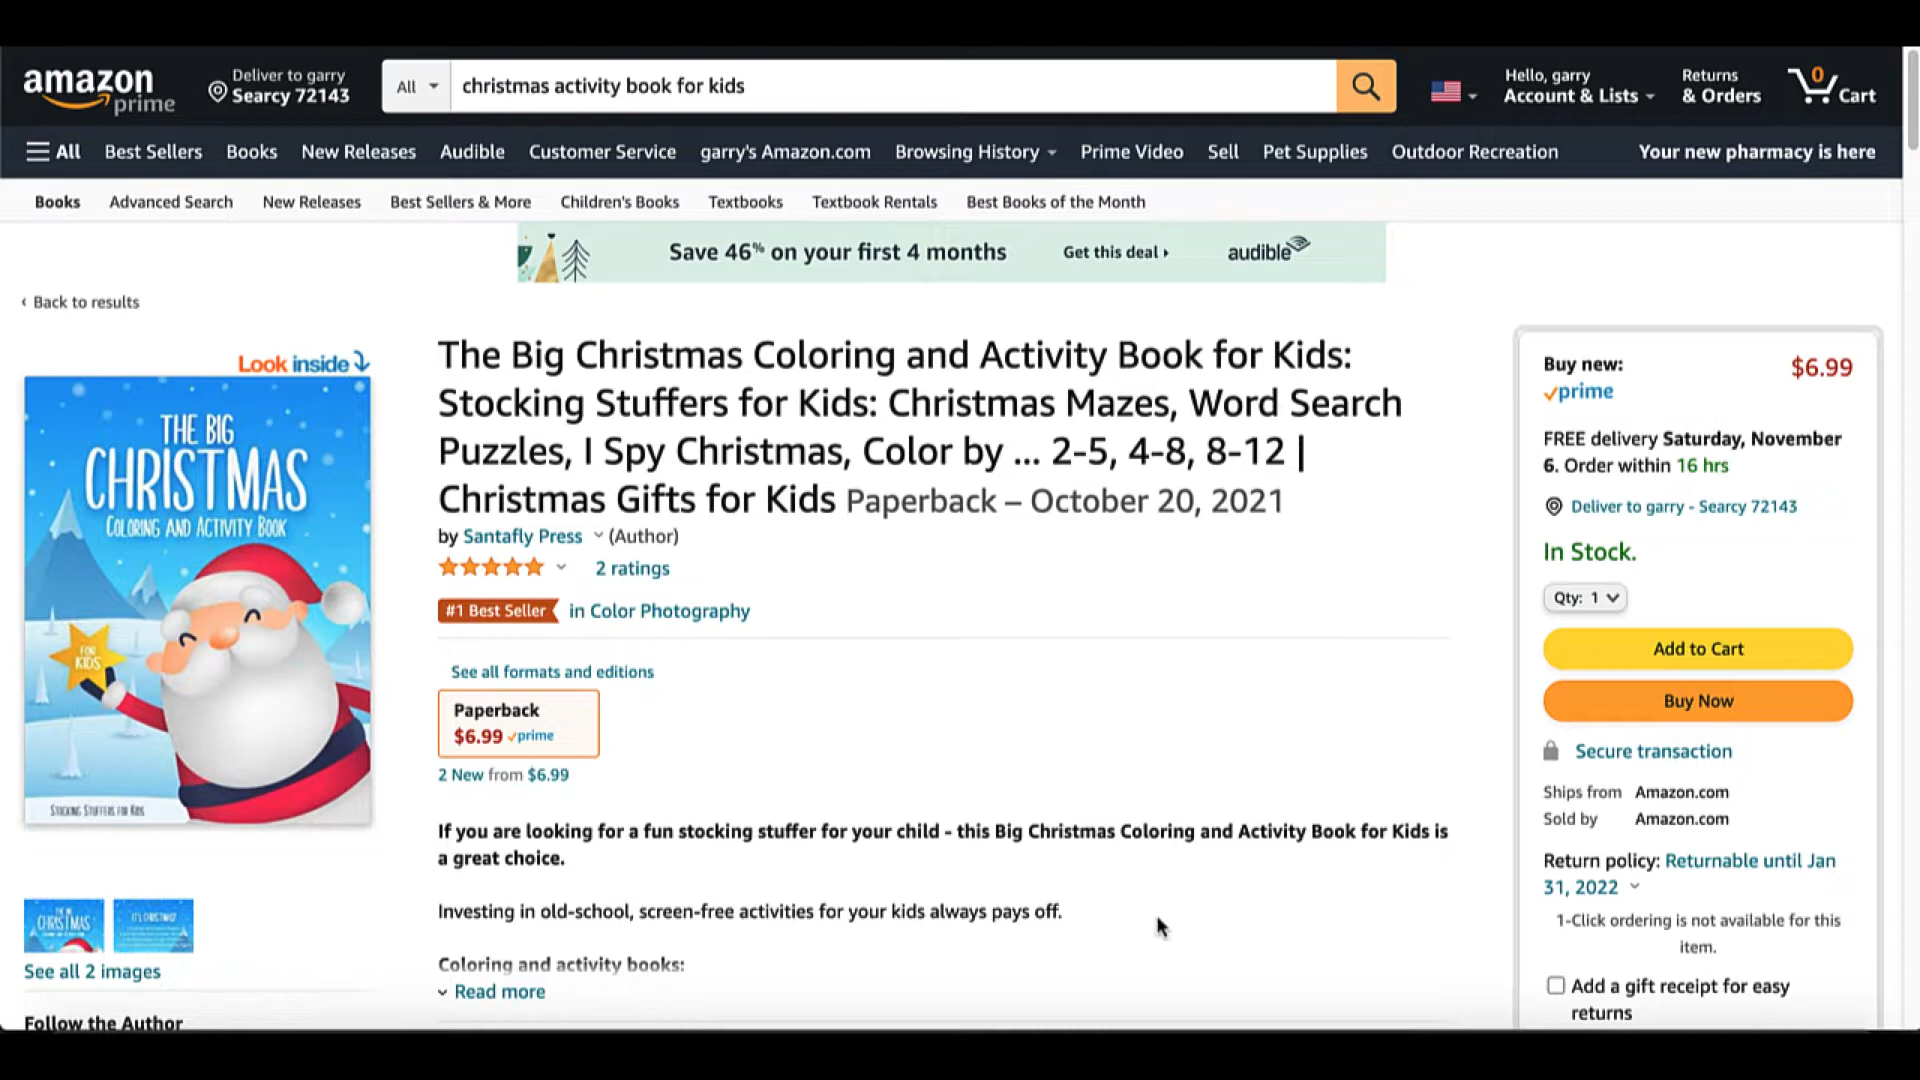 amazon prime
Deliver to garry
Searcy 72143
All
christmas activity book for kids
Hello, garry
Account & Lists
Returns
& Orders
0
Cart
All Best Sellers Books New Releases Audible Customer Service garry's Amazon.com Browsing History Prime Video Sell Pet Supplies Outdoor Recreation Your new pharmacy is here
Books Advanced Search New Releases Best Sellers & More Children's Books Textbooks Textbook Rentals Best Books of the Month
Save 46% on your first 4 months Get this deal audible
‹ Back to results
Look inside
THE BIG
CHRISTMAS
COLORING AND ACTIVITY BOOK
FOR
KIDS
STOCKING STUFFERS FOR KIDS
CHRISTMAS
See all 2 images
Follow the Author
The Big Christmas Coloring and Activity Book for Kids:
Stocking Stuffers for Kids: Christmas Mazes, Word Search
Puzzles, I Spy Christmas, Color by ... 2-5, 4-8, 8-12 |
Christmas Gifts for Kids Paperback – October 20, 2021
by Santafly Press (Author)
2 ratings
#1 Best Seller in Color Photography
See all formats and editions
Paperback
$6.99 prime
2 New from $6.99
If you are looking for a fun stocking stuffer for your child - this Big Christmas Coloring and Activity Book for Kids is
a great choice.
Investing in old-school, screen-free activities for your kids always pays off.
Coloring and activity books:
Read more
Buy new: $6.99
prime
FREE delivery Saturday, November
6. Order within 16 hrs
Deliver to garry - Searcy 72143
In Stock.
Qty: 1
Add to Cart
Buy Now
Secure transaction
Ships from Amazon.com
Sold by Amazon.com
Return policy: Returnable until Jan
31, 2022
1-Click ordering is not available for this
item.
Add a gift receipt for easy
returns